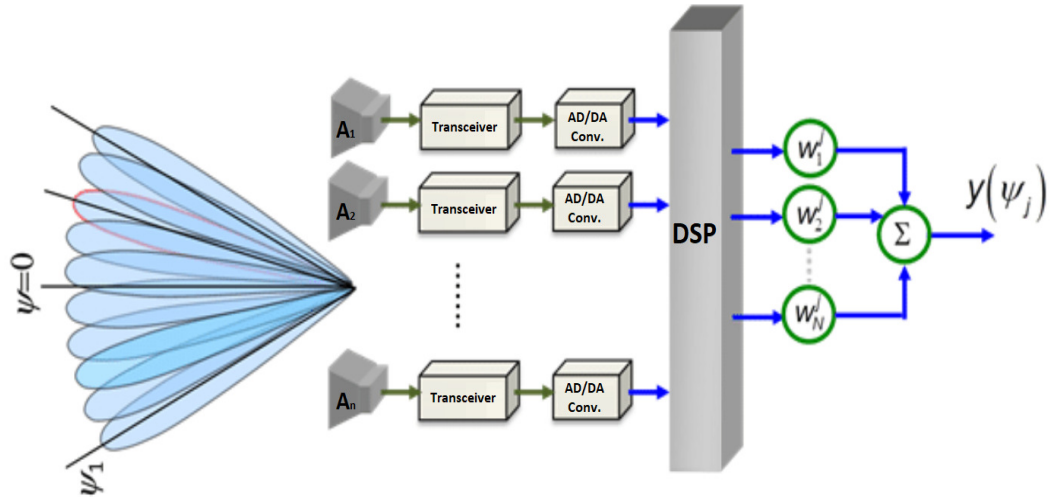 ψ=0
ψ₁
A₁
Transceiver
AD/DA
Conv.
A₂
Transceiver
AD/DA
Conv.
Aₙ
Transceiver
AD/DA
Conv.
DSP
w₁ʲ
w₂ʲ
w_Nʲ
Σ
y(ψⱼ)